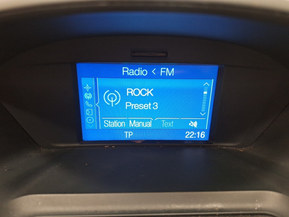 Radio < FM
ROCK
Preset 3
Station Manual Text
TP 22:16